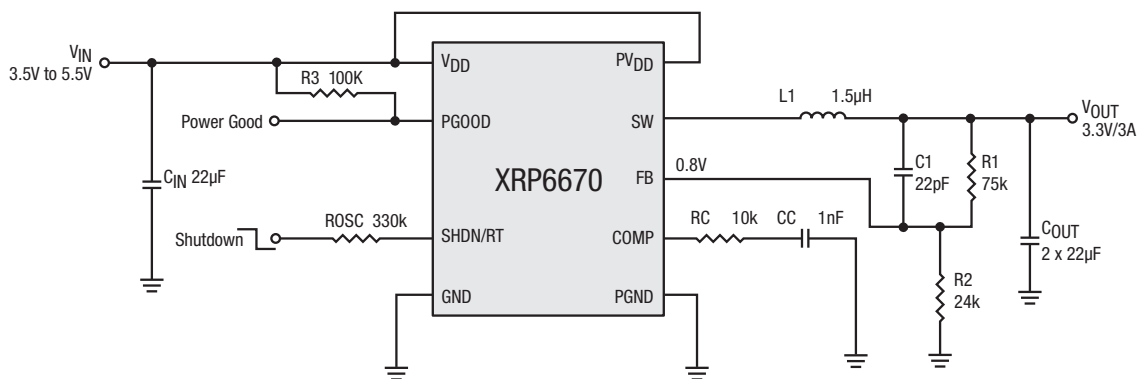 VIN
3.5V to 5.5V
R3 100K
Power Good
CIN 22µF
ROSC 330k
Shutdown
VDD
PGOOD
SHDN/RT
GND
XRP6670
PVDD
SW
FB
COMP
PGND
L1 1.5µH
0.8V
RC 10k CC 1nF
C1
22pF
R1
75k
R2
24k
VOUT
3.3V/3A
COUT
2 x 22µF